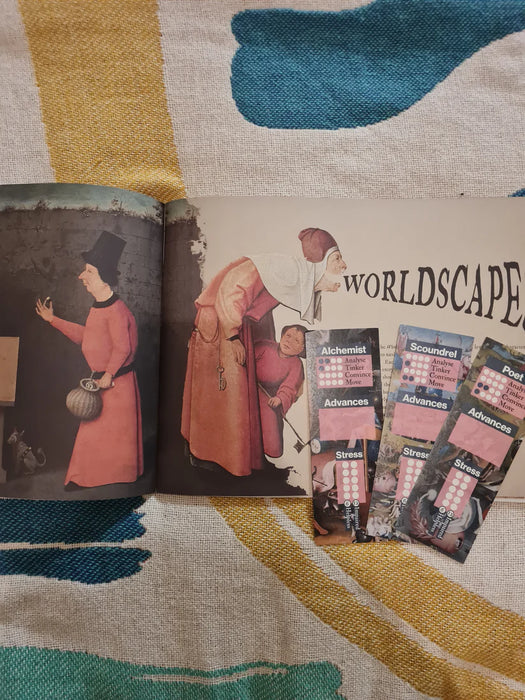 WORLDSCAPE
Alchemist
Analyse
Tinker
Convince
Move
Advances
Stress
Scoundrel
Analyse
Tinker
Convince
Move
Advances
Stress
Poet
Analyse
Tinker
Convince
Move
Advances
Stress